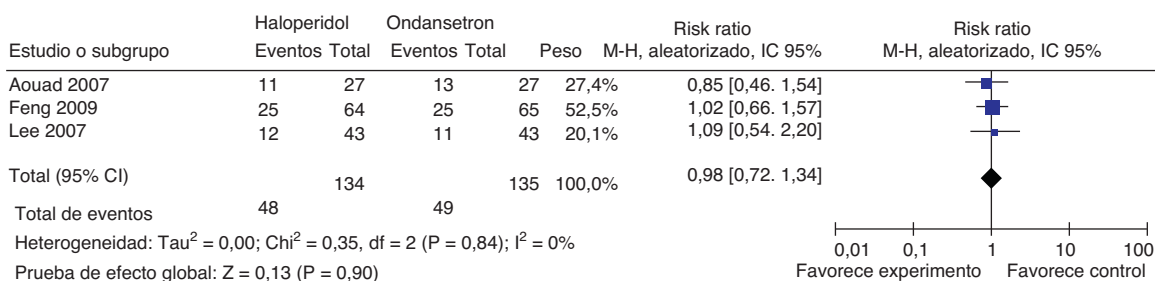 Haloperidol Ondansetron Risk ratio Risk ratio
Estudio o subgrupo Eventos Total Eventos Total Peso M-H, aleatorizado, IC 95% M-H, aleatorizado, IC 95%
Aouad 2007 11 27 13 27 27,4% 0,85 [0,46. 1,54]
Feng 2009 25 64 25 65 52,5% 1,02 [0,66. 1,57]
Lee 2007 12 43 11 43 20,1% 1,09 [0,54. 2,20]
Total (95% CI) 134 135 100,0% 0,98 [0,72. 1,34]
Total de eventos 48 49
Heterogeneidad: Tau² = 0,00; Chi² = 0,35, df = 2 (P = 0,84); I² = 0%
Prueba de efecto global: Z = 0,13 (P = 0,90)
0,01 0,1 1 10 100
Favorece experimento Favorece control